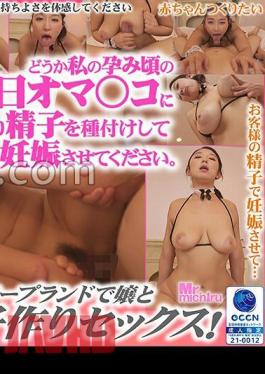 持ちよさを体感してください
赤ちゃんつくりたい
どうか私の孕み頃の
日オマ〇コに
精子を種付けして
妊娠させてください。
お客様の精子で妊娠させて…
ープランドで嬢と
作りセックス!
Mr.michiru
OCCN
21-0012